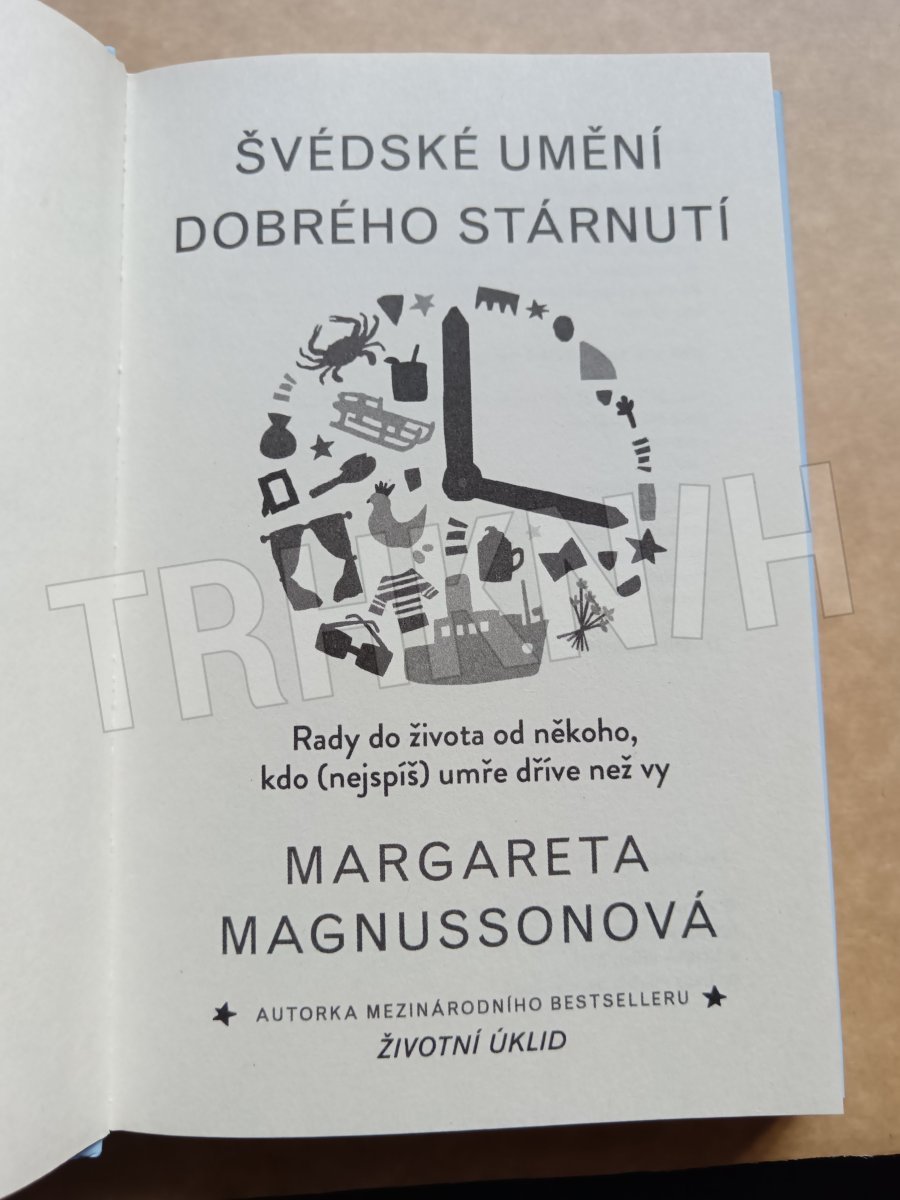 ŠVÉDSKÉ UMĚNÍ
DOBRÉHO STÁRNUTÍ
TRHKNIH
Rady do života od někoho,
kdo (nejspíš) umře dříve než vy
MARGARETA
MAGNUSSONOVÁ
AUTORKA MEZINÁRODNÍHO BESTSELLERU
ŽIVOTNÍ ÚKLID